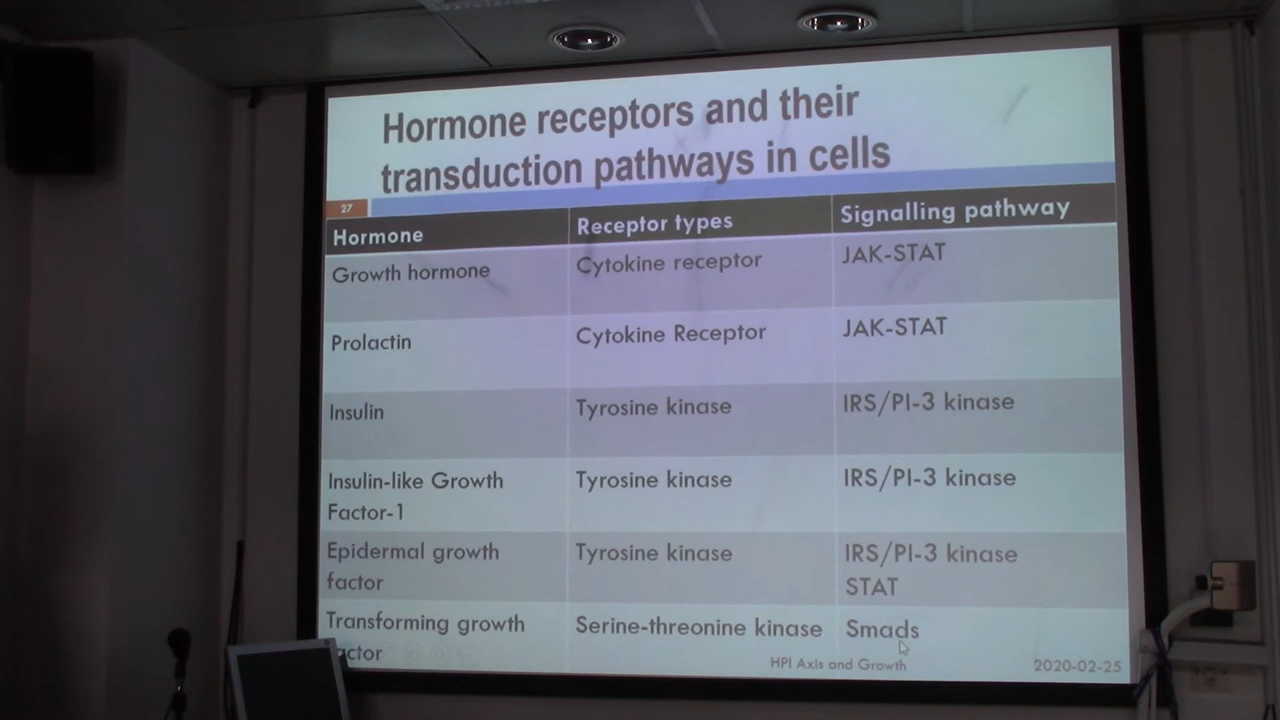 Hormone receptors and their
transduction pathways in cells
27
Hormone Receptor types Signalling pathway
Growth hormone Cytokine receptor JAK-STAT
Prolactin Cytokine Receptor JAK-STAT
Insulin Tyrosine kinase IRS/PI-3 kinase
Insulin-like Growth Tyrosine kinase IRS/PI-3 kinase
Factor-1
Epidermal growth Tyrosine kinase IRS/PI-3 kinase
factor STAT
Transforming growth Serine-threonine kinase Smads
actor
HPI Axis and Growth 2020-02-25